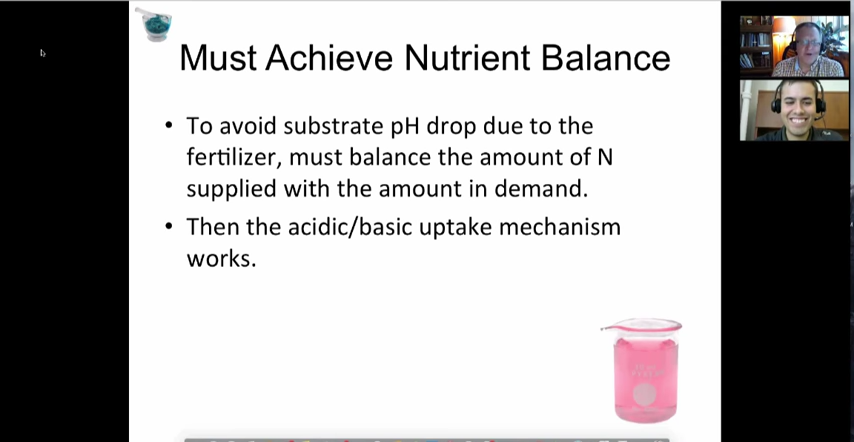 Must Achieve Nutrient Balance
• To avoid substrate pH drop due to the
fertilizer, must balance the amount of N
supplied with the amount in demand.
• Then the acidic/basic uptake mechanism
works.